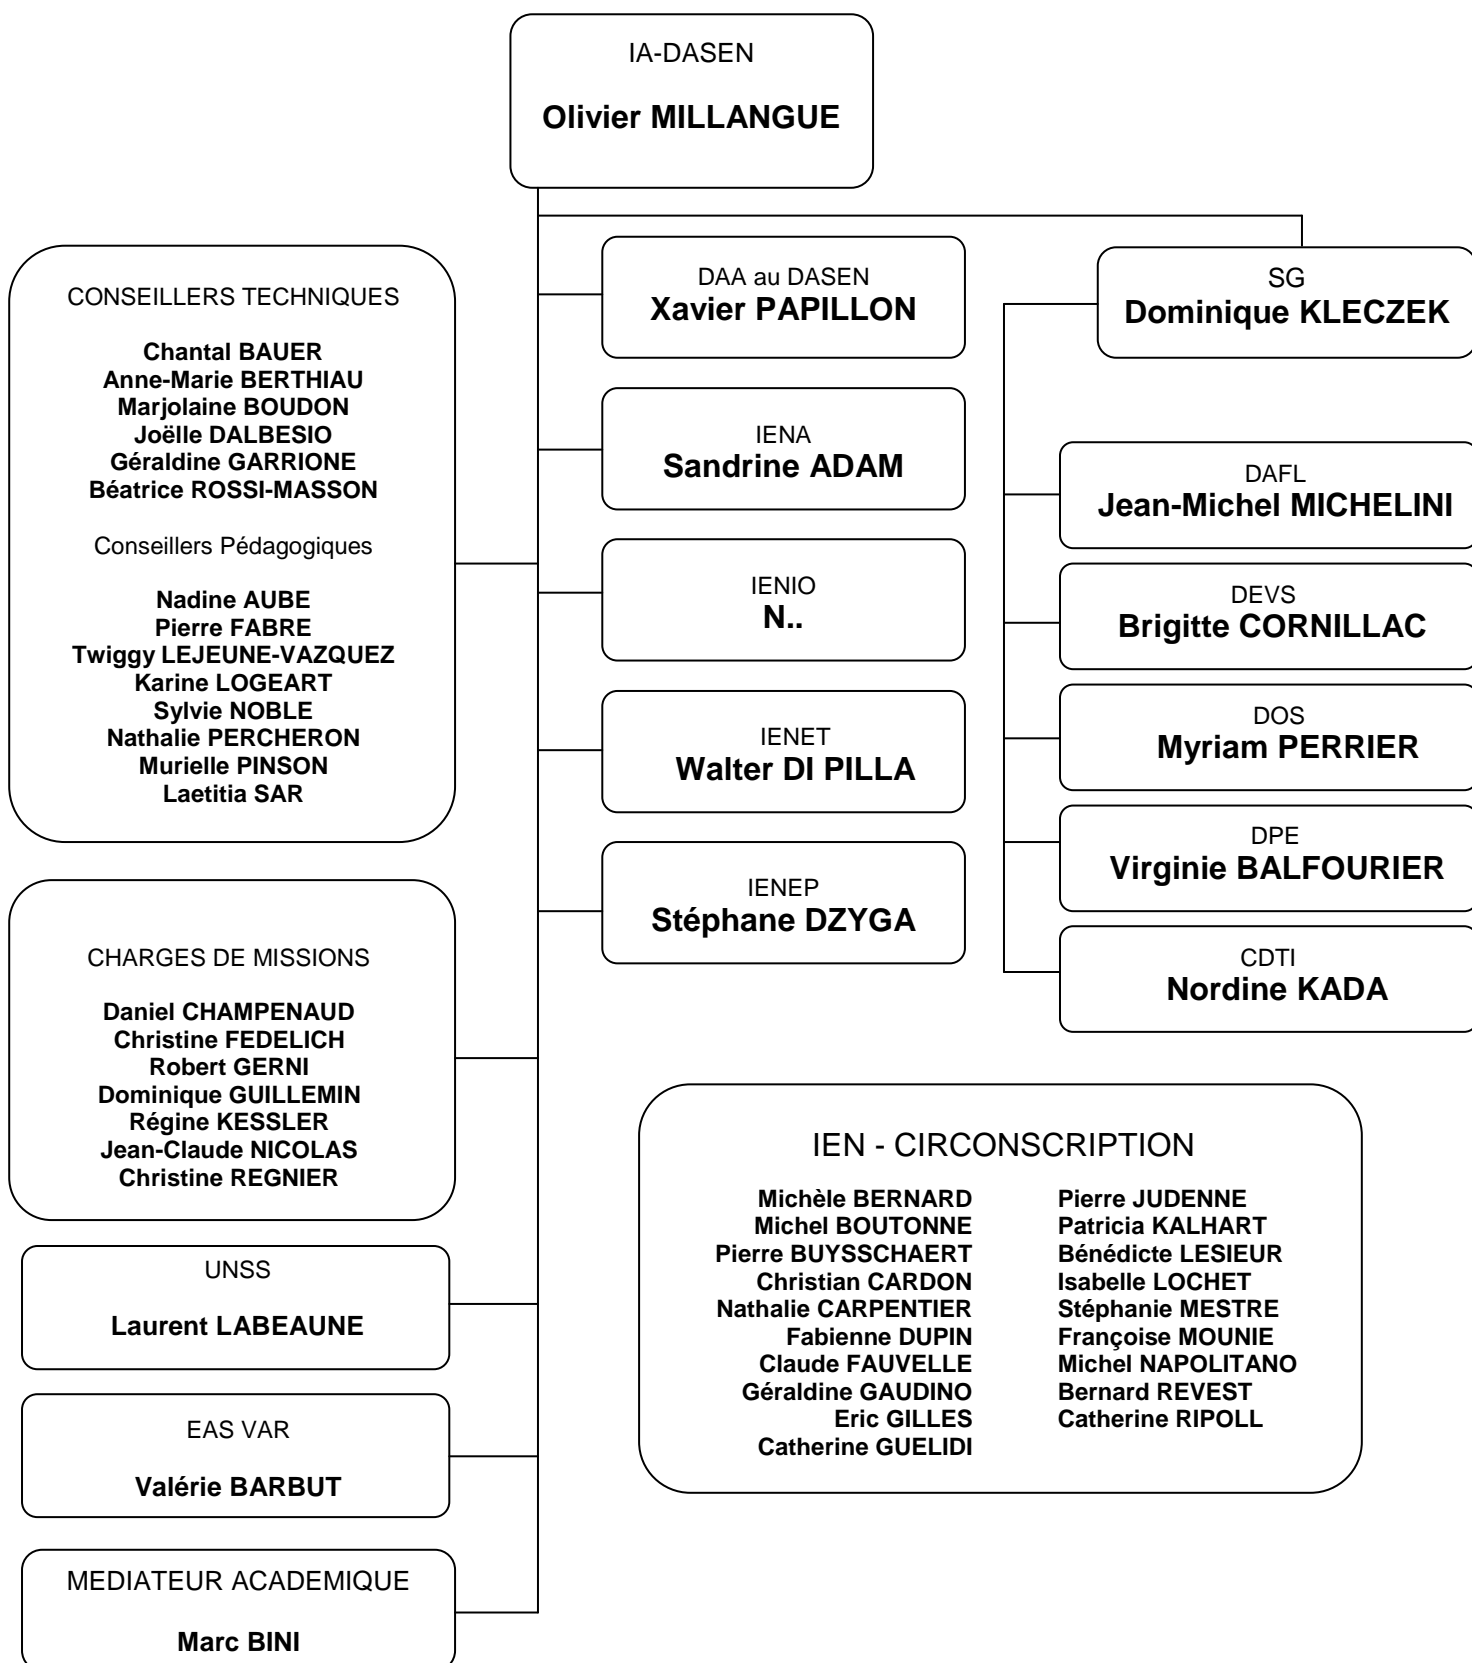 IA-DASEN
Olivier MILLANGUE
CONSEILLERS TECHNIQUES
Chantal BAUER
Anne-Marie BERTHIAU
Marjolaine BOUDON
Joëlle DALBESIO
Géraldine GARRIONE
Béatrice ROSSI-MASSON
Conseillers Pédagogiques
Nadine AUBE
Pierre FABRE
Twiggy LEJEUNE-VAZQUEZ
Karine LOGEART
Sylvie NOBLE
Nathalie PERCHERON
Murielle PINSON
Laetitia SAR
CHARGES DE MISSIONS
Daniel CHAMPENAUD
Christine FEDELICH
Robert GERNI
Dominique GUILLEMIN
Régine KESSLER
Jean-Claude NICOLAS
Christine REGNIER
UNSS
Laurent LABEAUNE
EAS VAR
Valérie BARBUT
MEDIATEUR ACADEMIQUE
Marc BINI
DAA au DASEN
Xavier PAPILLON
IENA
Sandrine ADAM
IENIO
N..
IENET
Walter DI PILLA
IENEP
Stéphane DZYGA
SG
Dominique KLECZEK
DAFL
Jean-Michel MICHELINI
DEVS
Brigitte CORNILLAC
DOS
Myriam PERRIER
DPE
Virginie BALFOURIER
CDTI
Nordine KADA
IEN - CIRCONSCRIPTION
Michèle BERNARD
Michel BOUTONNE
Pierre BUYSSCHAERT
Christian CARDON
Nathalie CARPENTIER
Fabienne DUPIN
Claude FAUVELLE
Géraldine GAUDINO
Eric GILLES
Catherine GUELIDI
Pierre JUDENNE
Patricia KALHART
Bénédicte LESIEUR
Isabelle LOCHET
Stéphanie MESTRE
Françoise MOUNIE
Michel NAPOLITANO
Bernard REVEST
Catherine RIPOLL